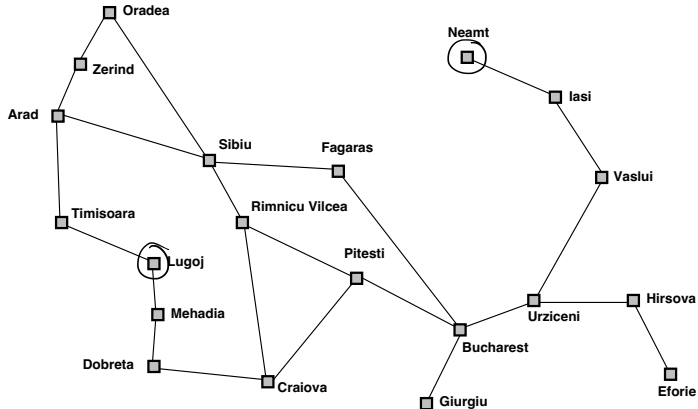 Oradea
Neamt
Zerind
Iasi
Arad
Sibiu
Fagaras
Vaslui
Rimnicu Vilcea
Timisoara
Pitesti
Lugoj
Hirsova
Mehadia
Urziceni
Bucharest
Dobreta
Craiova
Eforie
Giurgiu